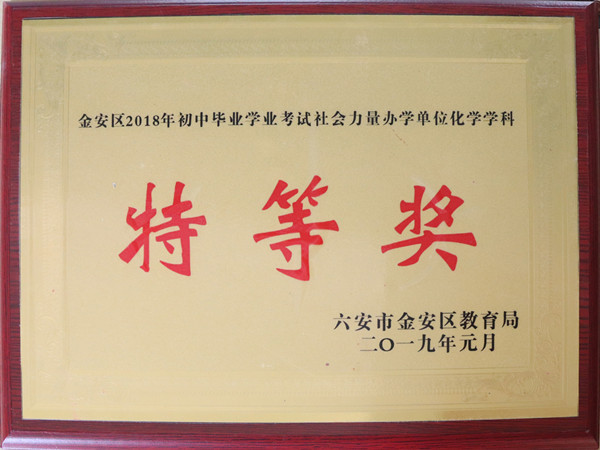 金安区2018年初中毕业学业考试社会力量办学单位化学学科
特等奖
六安市金安区教育局
二〇一九年元月